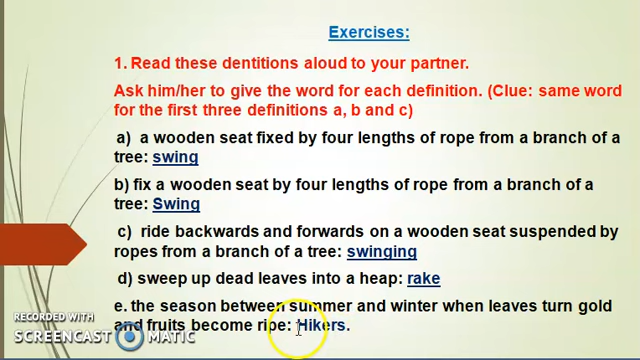 Exercises:
1. Read these dentitions aloud to your partner.
Ask him/her to give the word for each definition. (Clue: same word
for the first three definitions a, b and c)
a) a wooden seat fixed by four lengths of rope from a branch of a
tree: swing
b) fix a wooden seat by four lengths of rope from a branch of a
tree: Swing
c) ride backwards and forwards on a wooden seat suspended by
ropes from a branch of a tree: swinging
d) sweep up dead leaves into a heap: rake
e. the season between summer and winter when leaves turn gold
and fruits become ripe: Hikers.
RECORDED WITH
SCREENCAST MATIC